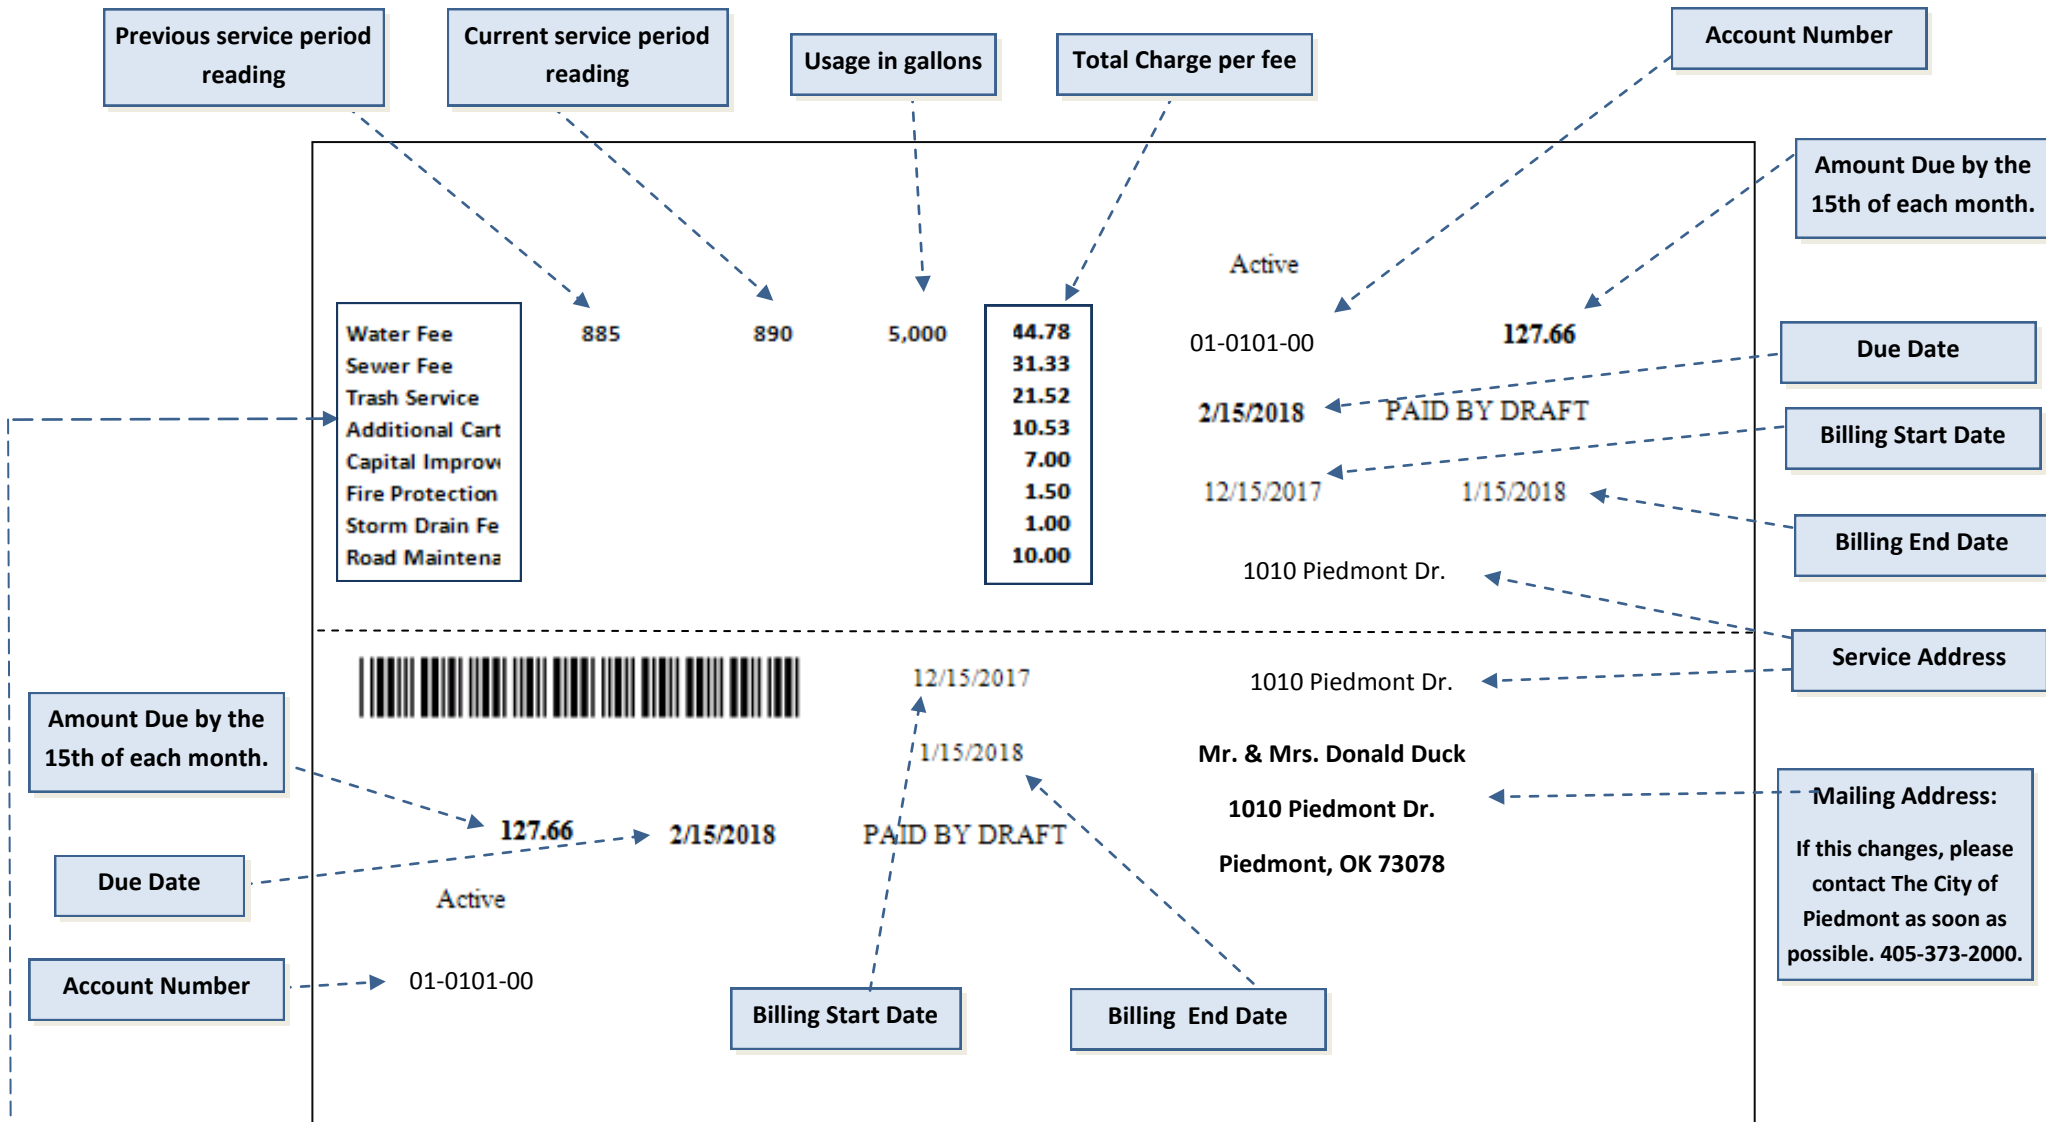 Previous service period
reading
Current service period
reading
Usage in gallons
Total Charge per fee
Account Number
Amount Due by the
15th of each month.
Active
Water Fee 885 890 5,000 44.78
01-0101-00 127.66
Due Date
Sewer Fee 31.33
Trash Service 21.52
2/15/2018 PAID BY DRAFT
Additional Cart 10.53
Billing Start Date
Capital Improv 7.00
Fire Protection 1.50
12/15/2017 1/15/2018
Storm Drain Fe 1.00
Billing End Date
Road Maintena 10.00
1010 Piedmont Dr.
Service Address
12/15/2017
1010 Piedmont Dr.
Amount Due by the
15th of each month.
1/15/2018
Mr. & Mrs. Donald Duck
1010 Piedmont Dr.
Piedmont, OK 73078
Mailing Address:
If this changes, please
contact The City of
Piedmont as soon as
possible. 405-373-2000.
127.66 2/15/2018 PAID BY DRAFT
Due Date
Active
Account Number
01-0101-00
Billing Start Date
Billing End Date